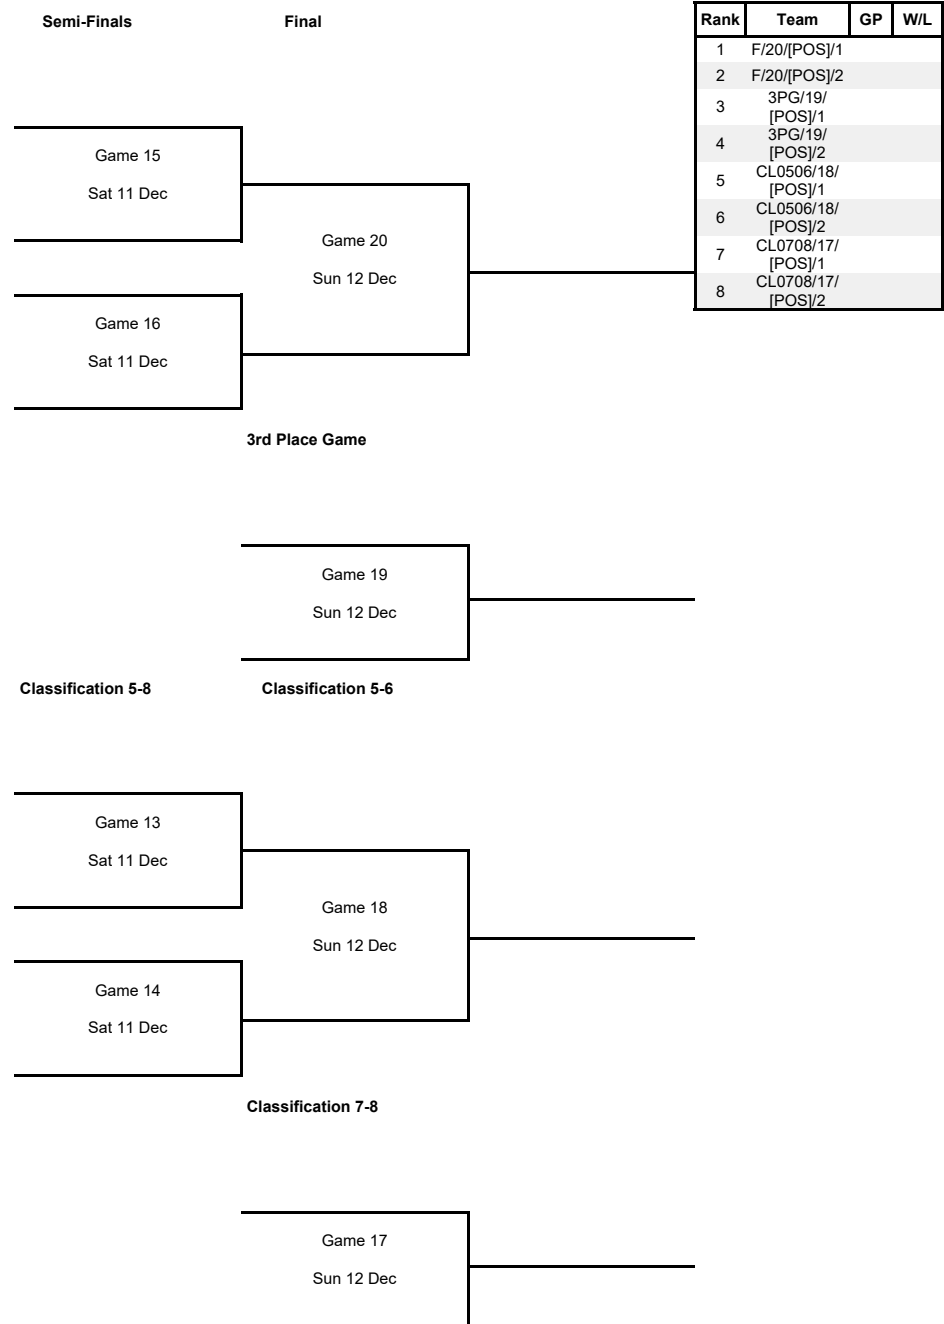 Semi-Finals Final
Rank Team GP W/L
1 F/20/[POS]/1
2 F/20/[POS]/2
3 3PG/19/
[POS]/1
4 3PG/19/
[POS]/2
5 CL0506/18/
[POS]/1
6 CL0506/18/
[POS]/2
7 CL0708/17/
[POS]/1
8 CL0708/17/
[POS]/2
Game 15
Sat 11 Dec
Game 20
Sun 12 Dec
Game 16
Sat 11 Dec
3rd Place Game
Game 19
Sun 12 Dec
Classification 5-8 Classification 5-6
Game 13
Sat 11 Dec
Game 18
Sun 12 Dec
Game 14
Sat 11 Dec
Classification 7-8
Game 17
Sun 12 Dec